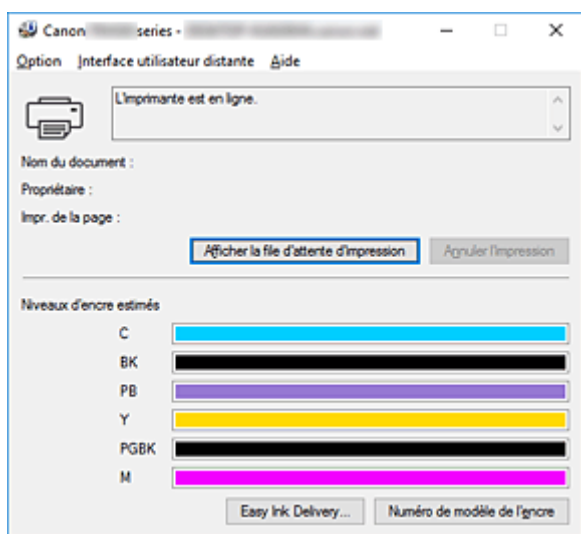 Canon series -
Option Interface utilisateur distante Aide
L'imprimante est en ligne.
Nom du document :
Propriétaire :
Impr. de la page :
Afficher la file d'attente d'impression Annuler l'impression
Niveaux d'encre estimés
C
BK
PB
Y
PGBK
M
Easy Ink Delivery... Numéro de modèle de l'encre